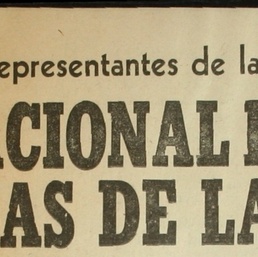 representantes de la
CIONAL
AS DE LA